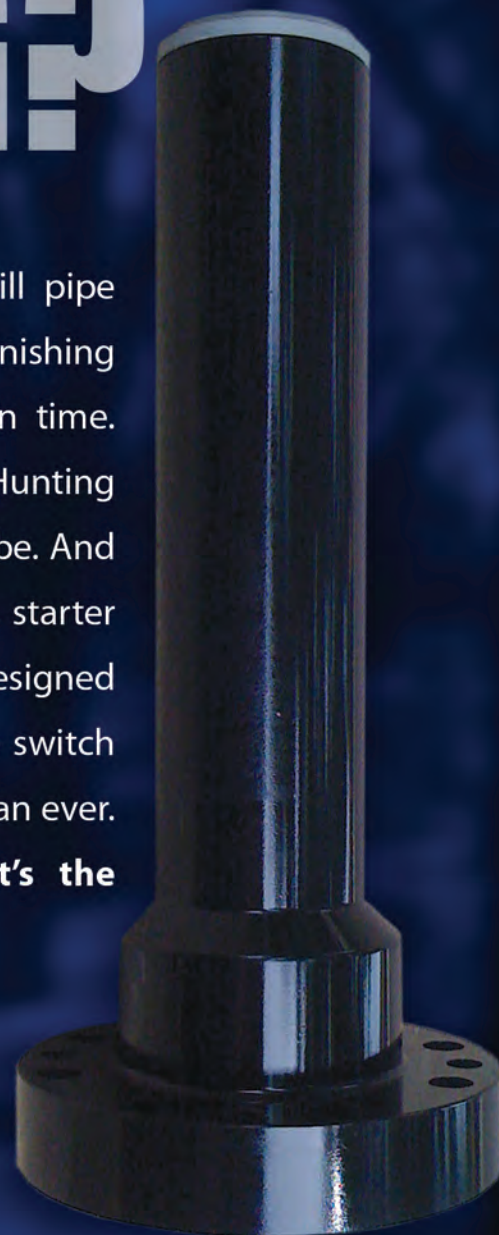 ?
ill pipe
nishing
n time.
Hunting
pe. And
starter
esigned
switch
an ever.
t's the